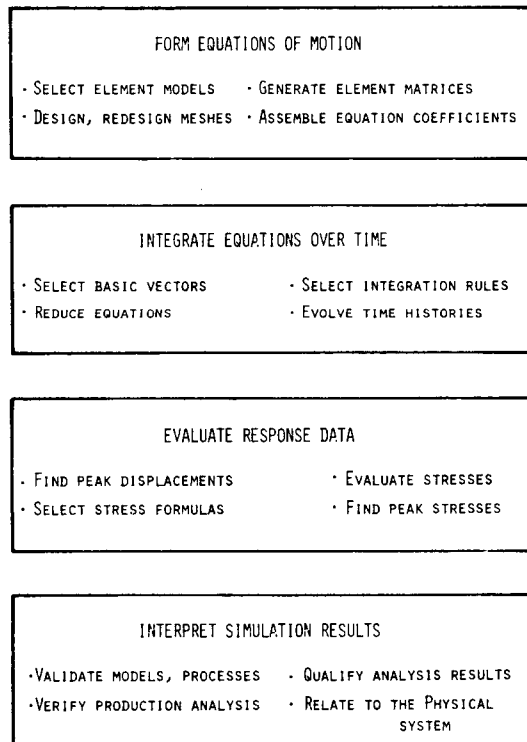 FORM EQUATIONS OF MOTION
· SELECT ELEMENT MODELS · GENERATE ELEMENT MATRICES
· DESIGN, REDESIGN MESHES · ASSEMBLE EQUATION COEFFICIENTS
INTEGRATE EQUATIONS OVER TIME
· SELECT BASIC VECTORS · SELECT INTEGRATION RULES
· REDUCE EQUATIONS · EVOLVE TIME HISTORIES
EVALUATE RESPONSE DATA
· FIND PEAK DISPLACEMENTS · EVALUATE STRESSES
· SELECT STRESS FORMULAS · FIND PEAK STRESSES
INTERPRET SIMULATION RESULTS
· VALIDATE MODELS, PROCESSES · QUALIFY ANALYSIS RESULTS
· VERIFY PRODUCTION ANALYSIS · RELATE TO THE PHYSICAL
SYSTEM